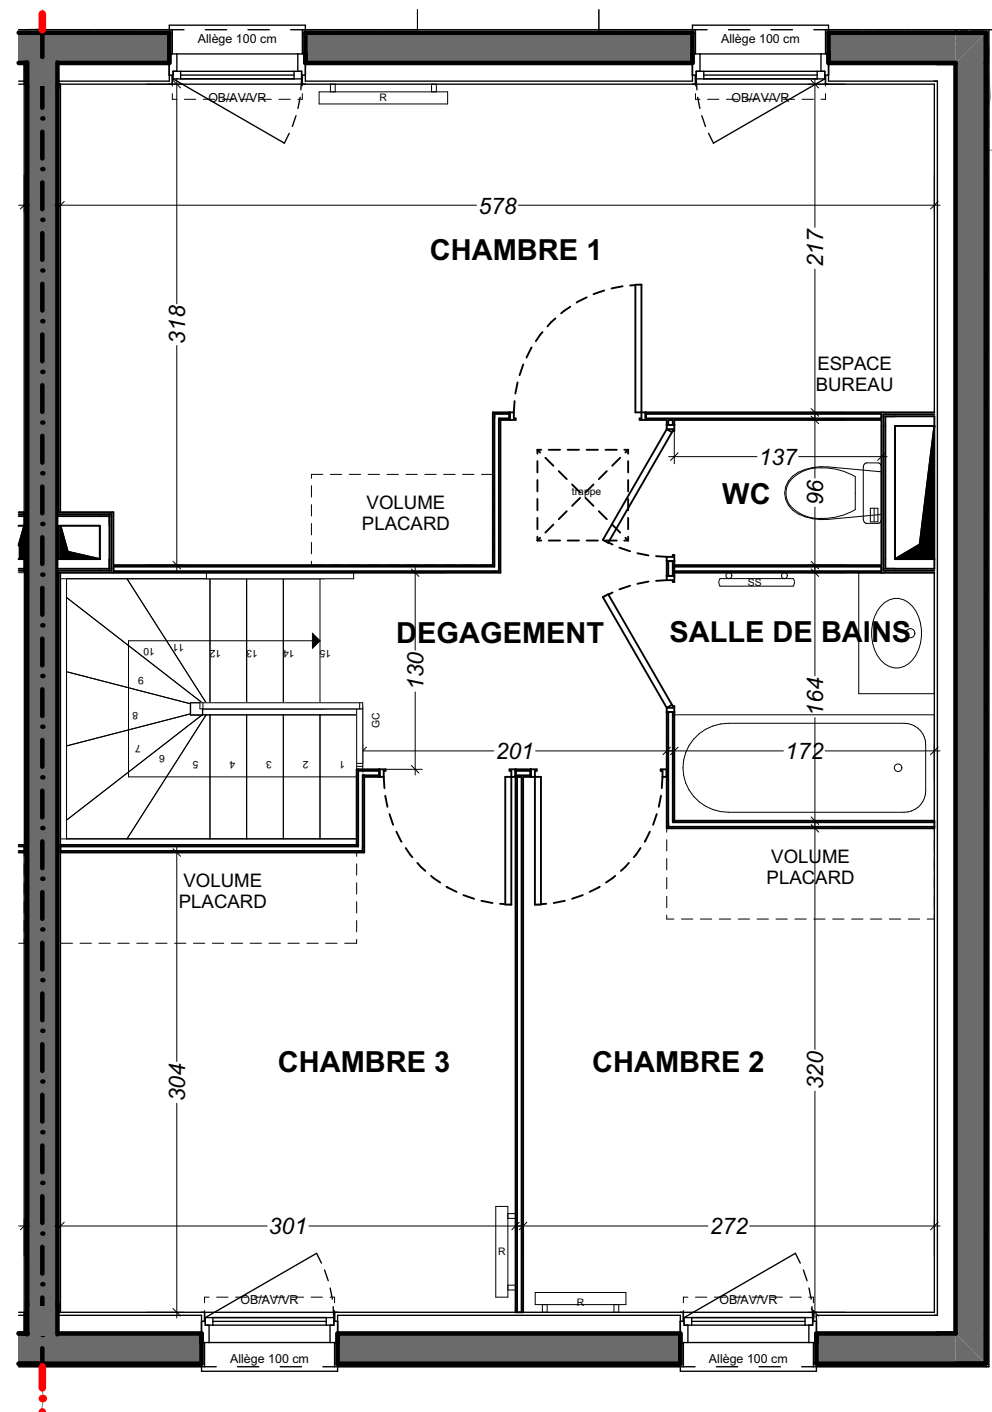 Allège 100 cm
Allège 100 cm
OB/AV/VR
R
OB/AV/VR
578
CHAMBRE 1
217
318
ESPACE
BUREAU
137
WC
96
trappe
VOLUME
PLACARD
SS
DEGAGEMENT
SALLE DE BAINS
130
164
10
11
12
13
14
15
9
8
7
6
5
4
3
2
1
GC
201
172
VOLUME
PLACARD
VOLUME
PLACARD
CHAMBRE 3
CHAMBRE 2
304
320
301
272
R
R
OB/AV/VR
OB/AV/VR
Allège 100 cm
Allège 100 cm